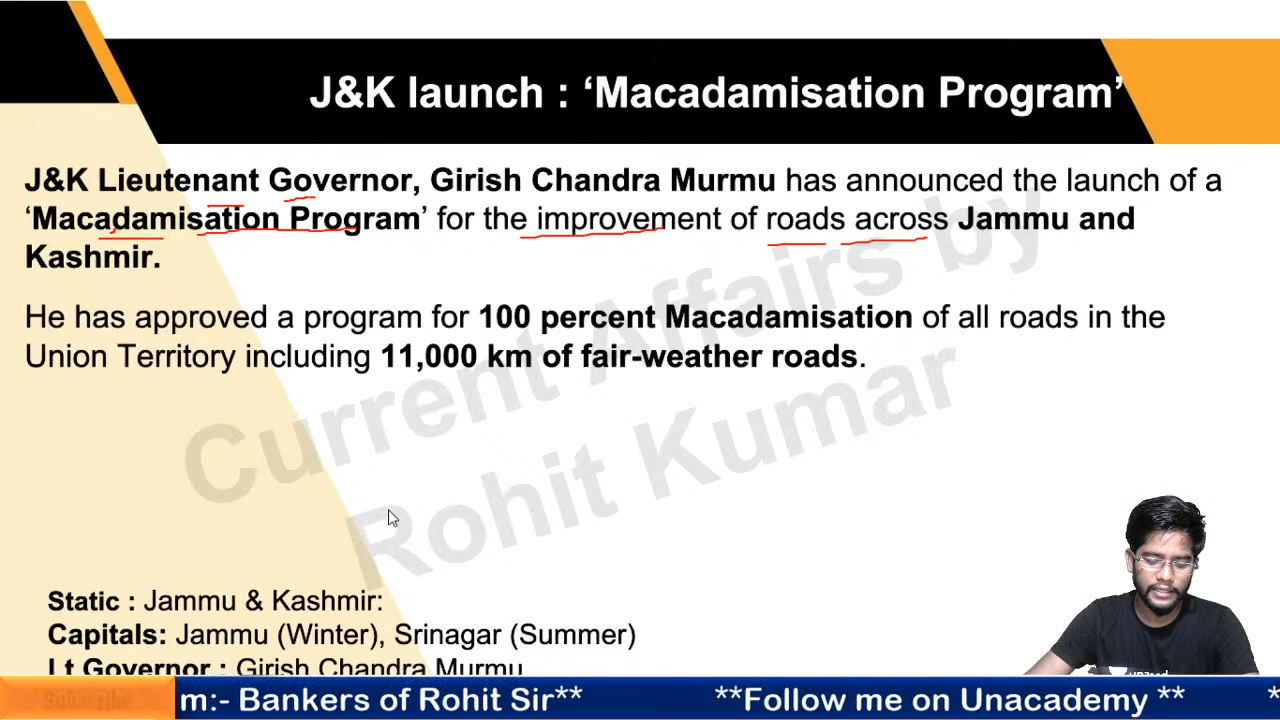 J&K launch : ‘Macadamisation Program’
J&K Lieutenant Governor, Girish Chandra Murmu has announced the launch of a
‘Macadamisation Program’ for the improvement of roads across Jammu and
Kashmir.
He has approved a program for 100 percent Macadamisation of all roads in the
Union Territory including 11,000 km of fair-weather roads.
Current Affairs by
Rohit Kumar
Static : Jammu & Kashmir:
Capitals: Jammu (Winter), Srinagar (Summer)
Lt Governor : Girish Chandra Murmu
Subscribe m:- Bankers of Rohit Sir** **Follow me on Unacademy ** *